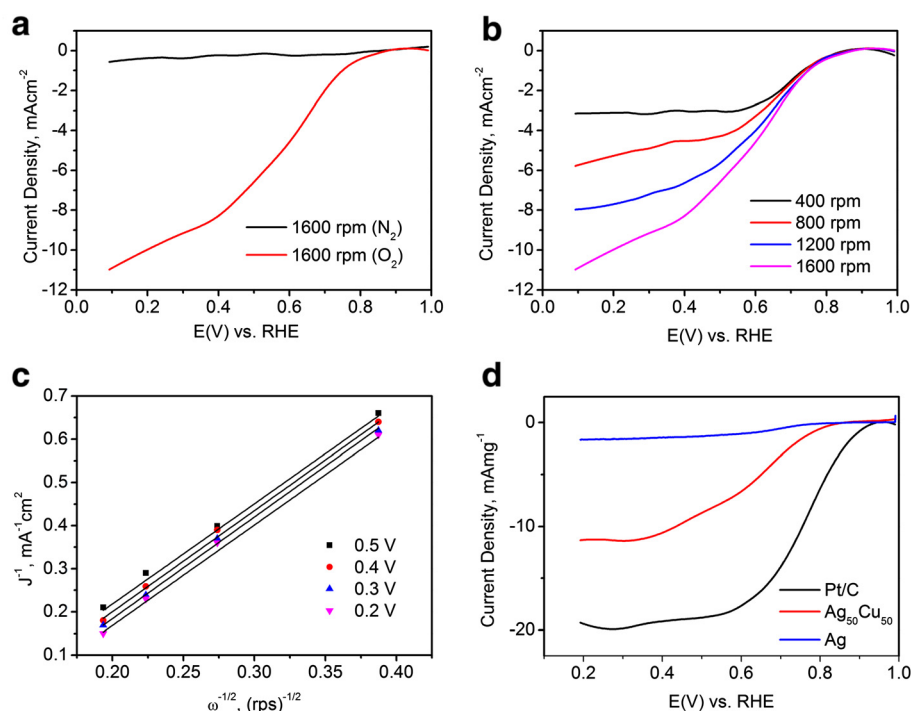 a
0
-2
-4
-6
-8
-10
-12
0.0 0.2 0.4 0.6 0.8 1.0
Current Density, mAcm⁻²
E(V) vs. RHE
1600 rpm (N₂)
1600 rpm (O₂)
b
0
-2
-4
-6
-8
-10
-12
0.0 0.2 0.4 0.6 0.8 1.0
Current Density, mAcm⁻²
E(V) vs. RHE
400 rpm
800 rpm
1200 rpm
1600 rpm
c
0.7
0.6
0.5
0.4
0.3
0.2
0.1
0.20 0.25 0.30 0.35 0.40
J⁻¹, mA⁻¹cm²
ω⁻¹/², (rps)⁻¹/²
0.5 V
0.4 V
0.3 V
0.2 V
d
0
-10
-20
0.2 0.4 0.6 0.8 1.0
Current Density, mAmg⁻¹
E(V) vs. RHE
Pt/C
Ag₅₀Cu₅₀
Ag